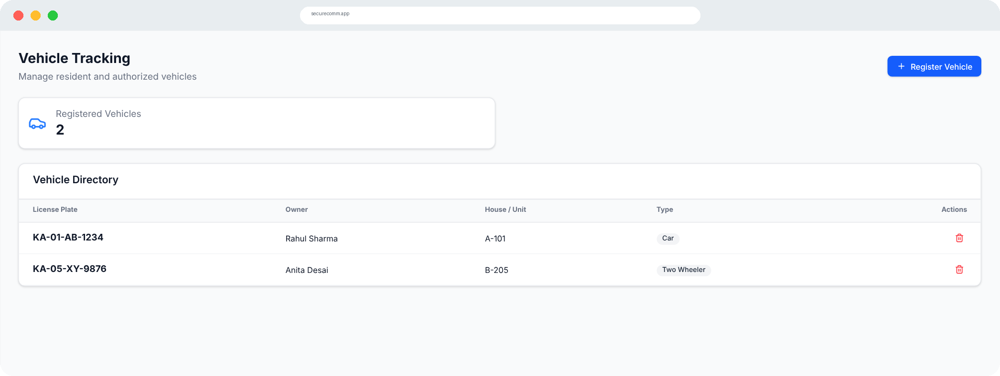 securecomm.app
Vehicle Tracking
Manage resident and authorized vehicles
+ Register Vehicle
Registered Vehicles
2
Vehicle Directory
License Plate Owner House / Unit Type Actions
KA-01-AB-1234 Rahul Sharma A-101 Car
KA-05-XY-9876 Anita Desai B-205 Two Wheeler